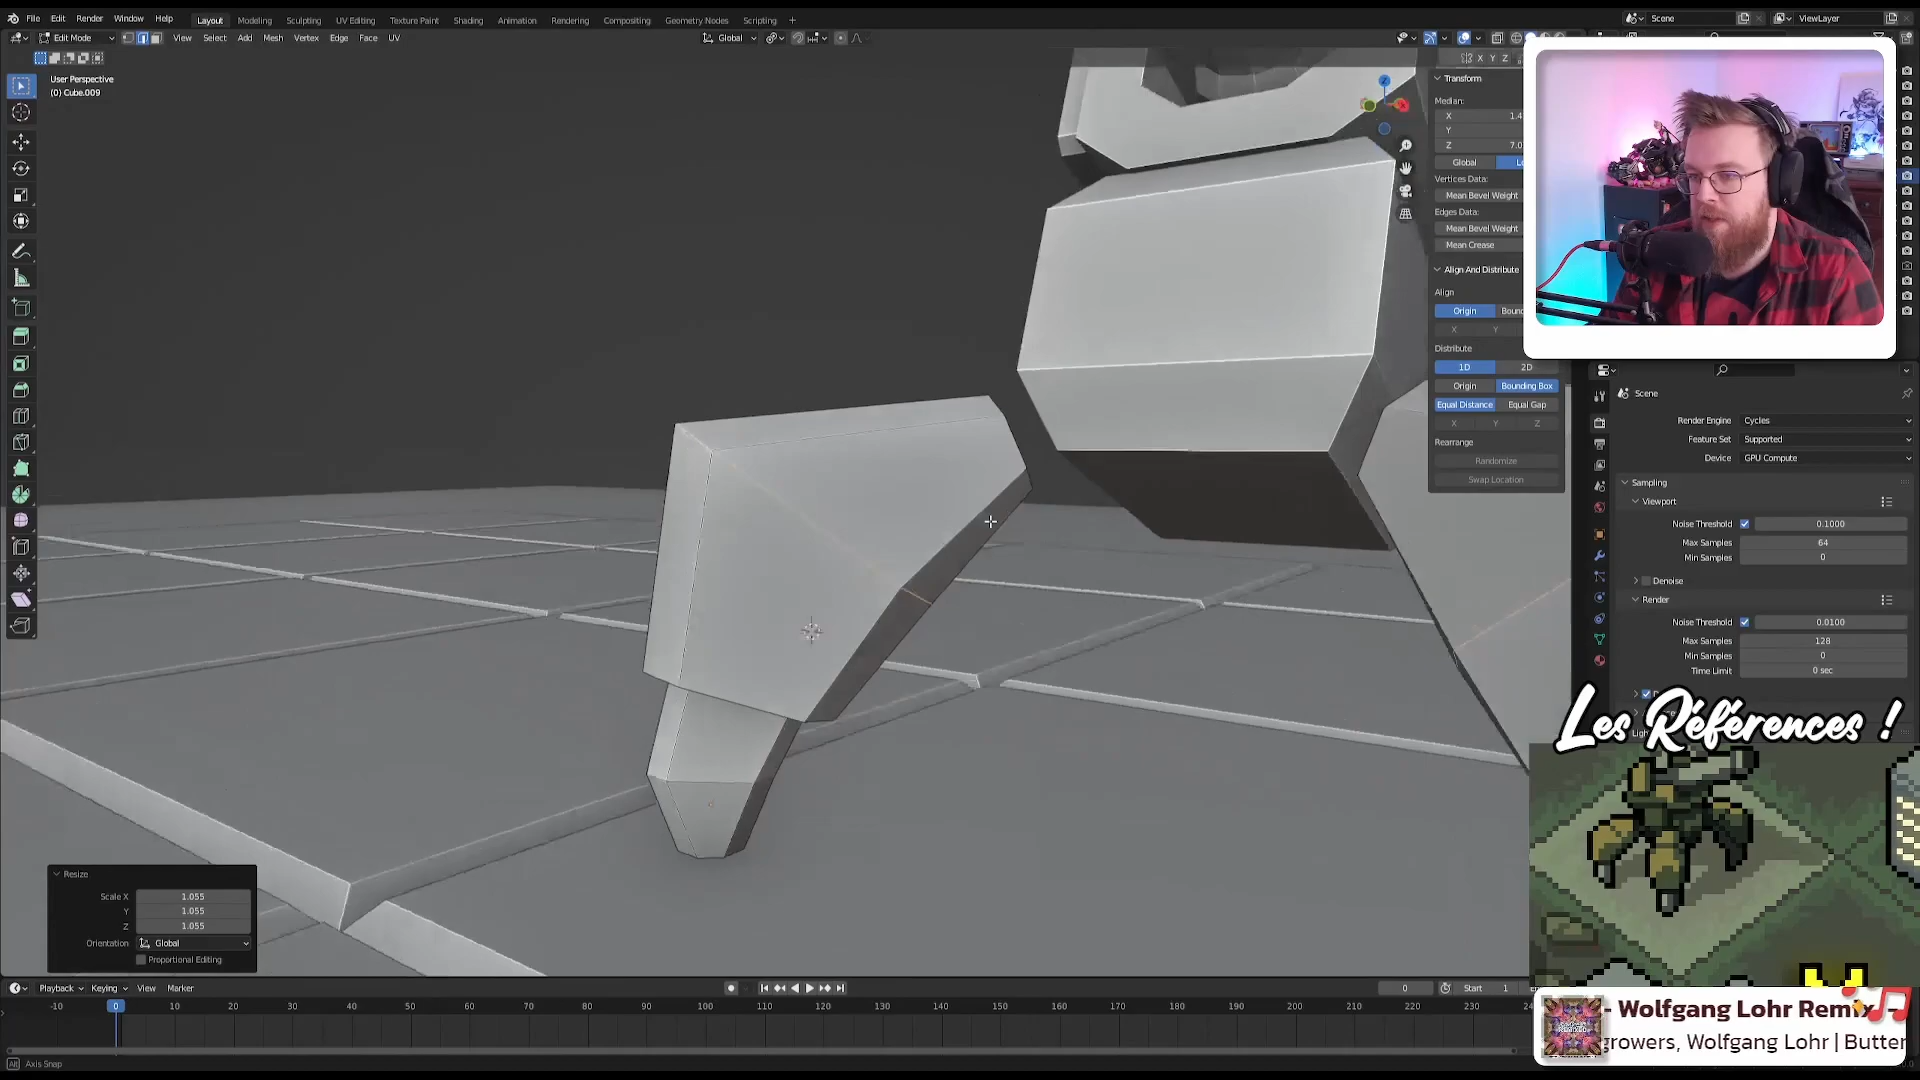 File Edit Render Window Help
Layout Modeling Sculpting UV Editing Texture Paint Shading Animation Rendering Compositing Geometry Nodes Scripting +
Scene
ViewLayer
Edit Mode
View Select Add Mesh Vertex Edge Face UV
Global
X Y Z
User Perspective
(0) Cube.009
Transform
Median:
X 1.4
Y
Z 7.0
Global
Vertices Data:
Mean Bevel Weight
Edges Data:
Mean Bevel Weight
Mean Crease
Align And Distribute
Align
Origin
X Y
Distribute
1D 2D
Origin Bounding Box
Equal Distance Equal Gap
X Y Z
Rearrange
Randomize
Swap Location
Scene
Render Engine Cycles
Feature Set Supported
Device GPU Compute
Sampling
Viewport
Noise Threshold 0.1000
Max Samples 64
Min Samples 0
Denoise
Render
Noise Threshold 0.0100
Max Samples 128
Min Samples 0
Time Limit 0 sec
Les Références !
Resize
Scale X 1.055
Y 1.055
Z 1.055
Orientation Global
Proportional Editing
Playback Keying View Marker
0 Start 1
-10 0 10 20 30 40 50 60 70 80 90 100 110 120 130 140 150 160 170 180 190 200 210 220 230
Alt Axis Snap
- Wolfgang Lohr Remix
growers, Wolfgang Lohr | Butter